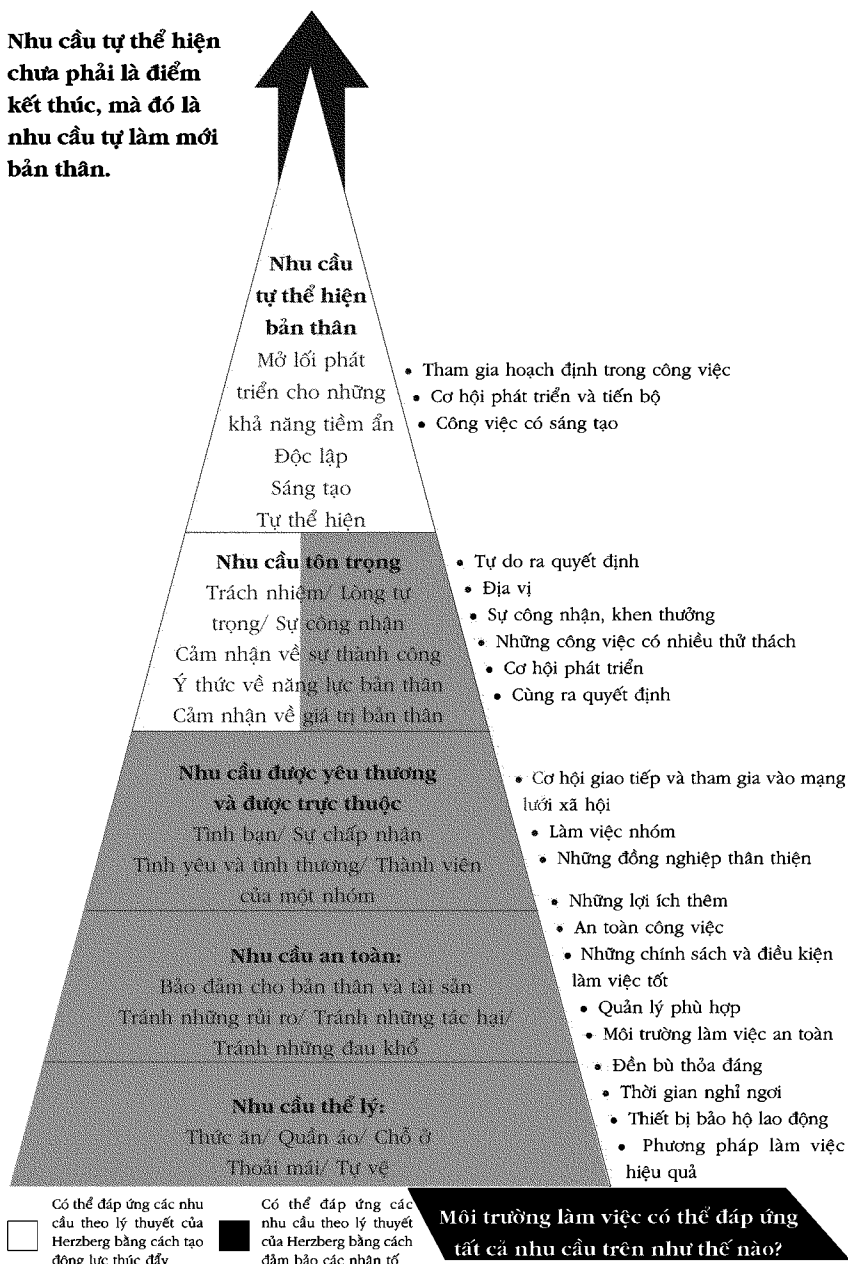 Nhu cầu tự thể hiện
chưa phải là điểm
kết thúc, mà đó là
nhu cầu tự làm mới
bản thân.
Nhu cầu
tự thể hiện
bản thân
Mở lối phát
triển cho những
khả năng tiềm ẩn
Độc lập
Sáng tạo
Tự thể hiện
• Tham gia hoạch định trong công việc
• Cơ hội phát triển và tiến bộ
• Công việc có sáng tạo
Nhu cầu tôn trọng
Trách nhiệm/ Lòng tự
trọng/ Sự công nhận
Cảm nhận về sự thành công
Ý thức về năng lực bản thân
Cảm nhận về giá trị bản thân
• Tự do ra quyết định
• Địa vị
• Sự công nhận, khen thưởng
• Những công việc có nhiều thử thách
• Cơ hội phát triển
• Cùng ra quyết định
Nhu cầu được yêu thương
và được trực thuộc
Tình bạn/ Sự chấp nhận
Tình yêu và tình thương/ Thành viên
của một nhóm
• Cơ hội giao tiếp và tham gia vào mạng
lưới xã hội
• Làm việc nhóm
• Những đồng nghiệp thân thiện
Nhu cầu an toàn:
Bảo đảm cho bản thân và tài sản
Tránh những rủi ro/ Tránh những tác hại/
Tránh những đau khổ
• Những lợi ích thêm
• An toàn công việc
• Những chính sách và điều kiện
làm việc tốt
• Quản lý phù hợp
• Môi trường làm việc an toàn
Nhu cầu thể lý:
Thức ăn/ Quần áo/ Chỗ ở
Thoải mái/ Tự vệ
• Đền bù thỏa đáng
• Thời gian nghỉ ngơi
• Thiết bị bảo hộ lao động
• Phương pháp làm việc
hiệu quả
Có thể đáp ứng các nhu
cầu theo lý thuyết của
Herzberg bằng cách tạo
động lực thúc đẩy
Có thể đáp ứng các
nhu cầu theo lý thuyết
của Herzberg bằng cách
đảm bảo các nhân tố
Môi trường làm việc có thể đáp ứng
tất cả nhu cầu trên như thế nào?